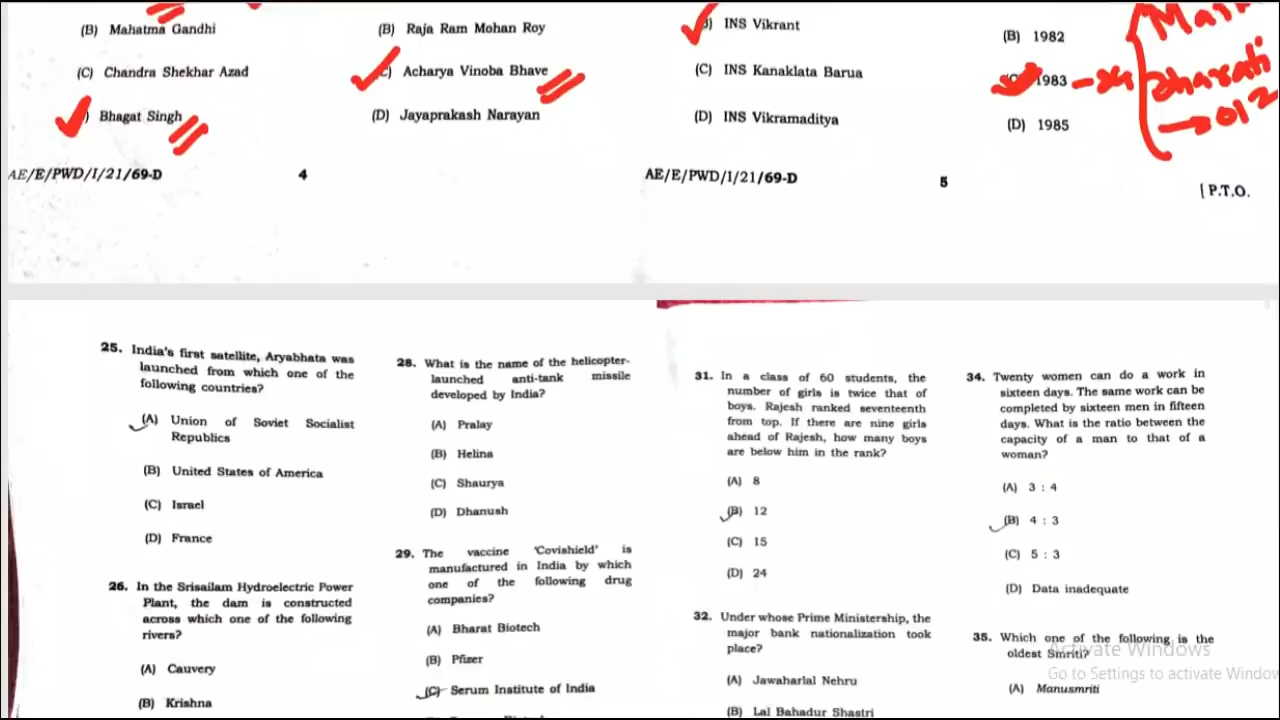 (B) Mahatma Gandhi
(C) Chandra Shekhar Azad
) Bhagat Singh
AE/E/PWD/I/21/69-D
4
(B) Raja Ram Mohan Roy
) Acharya Vinoba Bhave
(D) Jayaprakash Narayan
) INS Vikrant
(C) INS Kanaklata Barua
(D) INS Vikramaditya
AE/E/PWD/I/21/69-D
5
(B) 1982
1983
(D) 1985
[ P.T.O.
bharati
25. India's first satellite, Aryabhata was
launched from which one of the
following countries?
(A) Union of Soviet Socialist
Republics
(B) United States of America
(C) Israel
(D) France
26. In the Srisailam Hydroelectric Power
Plant, the dam is constructed
across which one of the following
rivers?
(A) Cauvery
(B) Krishna
28. What is the name of the helicopter-
launched anti-tank missile
developed by India?
(A) Pralay
(B) Helina
(C) Shaurya
(D) Dhanush
29. The vaccine 'Covishield' is
manufactured in India by which
one of the following drug
companies?
(A) Bharat Biotech
(B) Pfizer
(C) Serum Institute of India
31. In a class of 60 students, the
number of girls is twice that of
boys. Rajesh ranked seventeenth
from top. If there are nine girls
ahead of Rajesh, how many boys
are below him in the rank?
(A) 8
(B) 12
(C) 15
(D) 24
32. Under whose Prime Ministership, the
major bank nationalization took
place?
(A) Jawaharlal Nehru
(B) Lal Bahadur Shastri
34. Twenty women can do a work in
sixteen days. The same work can be
completed by sixteen men in fifteen
days. What is the ratio between the
capacity of a man to that of a
woman?
(A) 3 : 4
(B) 4 : 3
(C) 5 : 3
(D) Data inadequate
35. Which one of the following is the
oldest Smriti?
(A) Manusmriti
Activate Windows
Go to Settings to activate Window